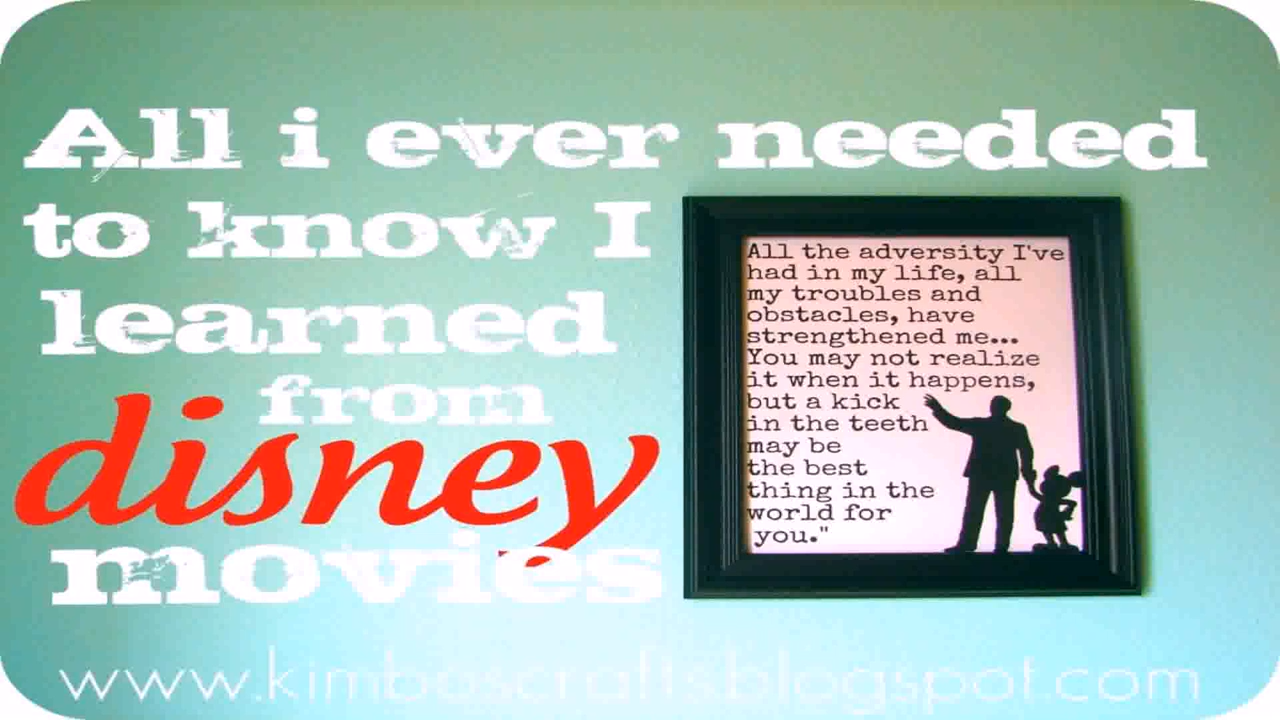 All i ever needed
to know I
learned
from
disney
movies
All the adversity I've
had in my life, all
my troubles and
obstacles, have
strengthened me...
You may not realize
it when it happens,
but a kick
in the teeth
may be
the best
thing in the
world for
you."
www.kimboscrafts.blogspot.com